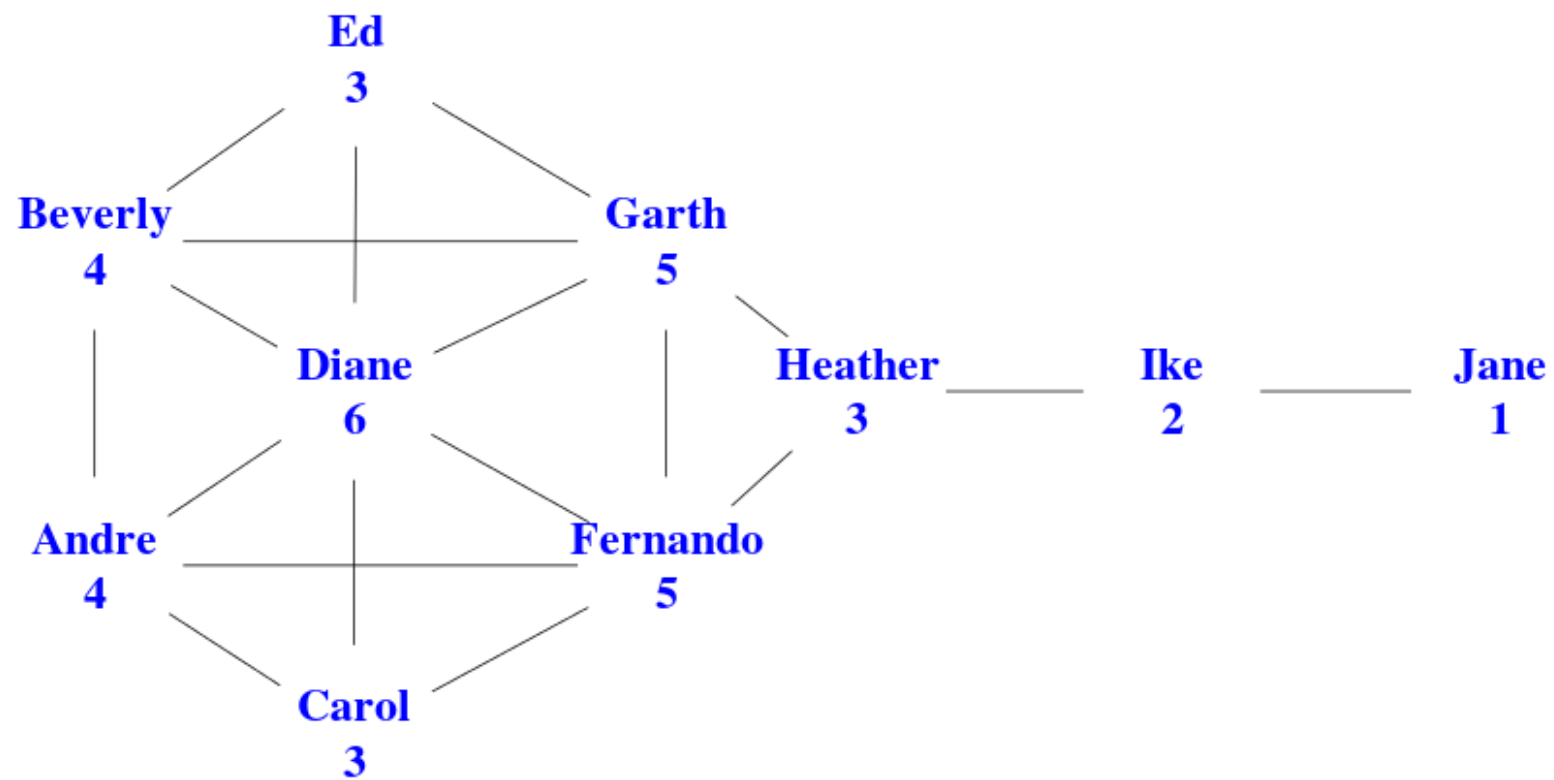 Ed
3
Beverly
4
Garth
5
Diane
6
Heather
3
Ike
2
Jane
1
Andre
4
Fernando
5
Carol
3